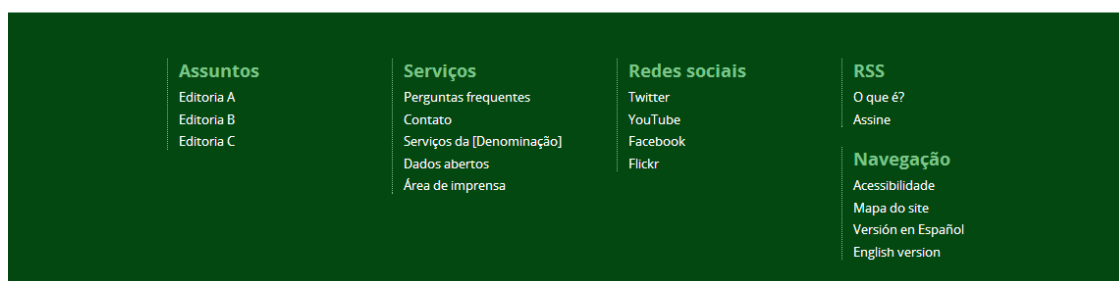 Assuntos
Editoria A
Editoria B
Editoria C
Serviços
Perguntas frequentes
Contato
Serviços da [Denominação]
Dados abertos
Área de imprensa
Redes sociais
Twitter
YouTube
Facebook
Flickr
RSS
O que é?
Assine
Navegação
Acessibilidade
Mapa do site
Versión en Español
English version